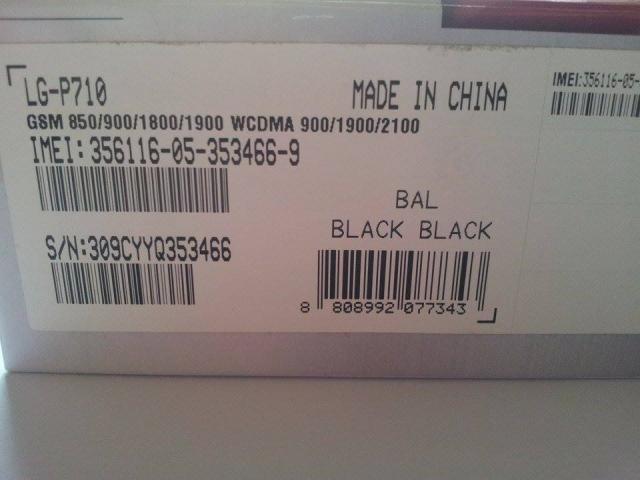 LG-P710
MADE IN CHINA
GSM 850/900/1800/1900 WCDMA 900/1900/2100
IMEI:356116-05-353466-9
S/N:309CYYQ353466
BAL
BLACK BLACK
8 808992 077343
IMEI:356116-05-